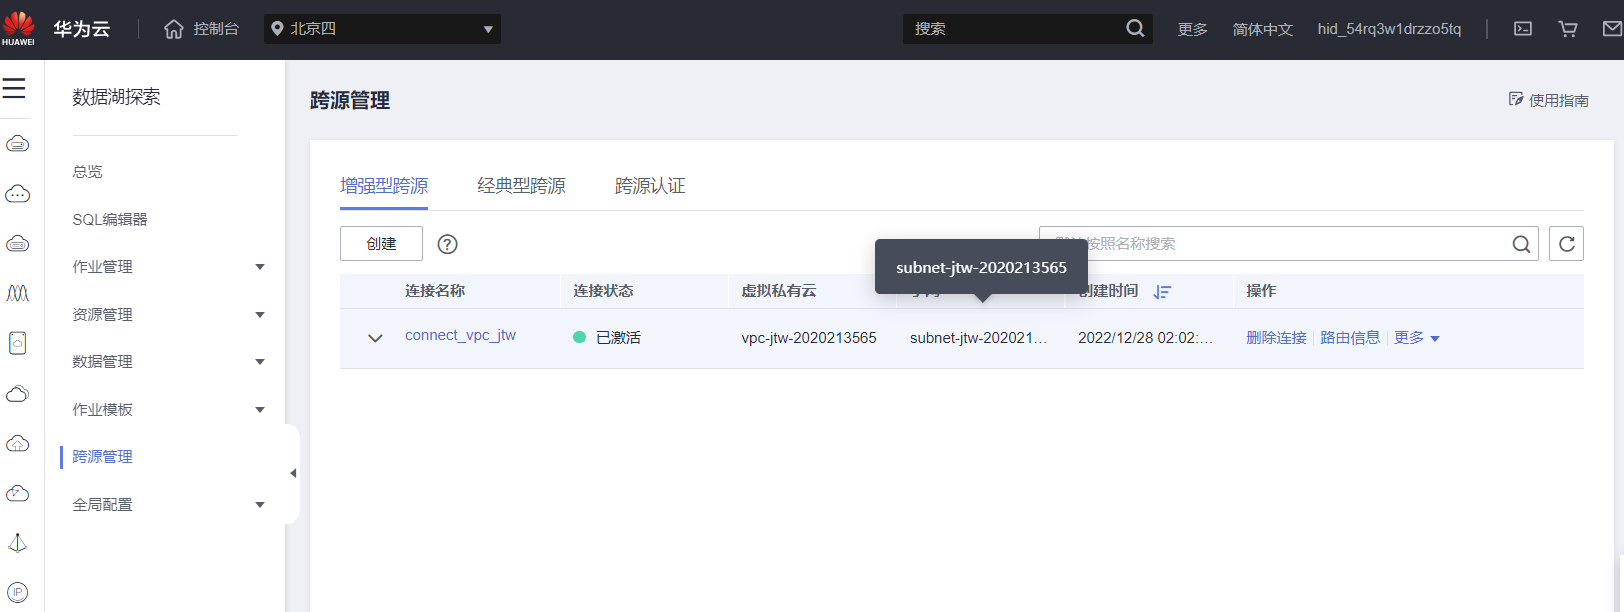 HUAWEI 华为云 控制台 北京四 搜索 更多 简体中文 hid_54rq3w1drzzo5tq
数据湖探索
总览
SQL编辑器
作业管理
资源管理
数据管理
作业模板
跨源管理
全局配置
IP
跨源管理 使用指南
增强型跨源 经典型跨源 跨源认证
创建 ? 按照名称搜索
subnet-jtw-2020213565
连接名称 连接状态 虚拟私有云 创建时间 操作
connect_vpc_jtw 已激活 vpc-jtw-2020213565 subnet-jtw-202021... 2022/12/28 02:02:... 删除连接 路由信息 更多